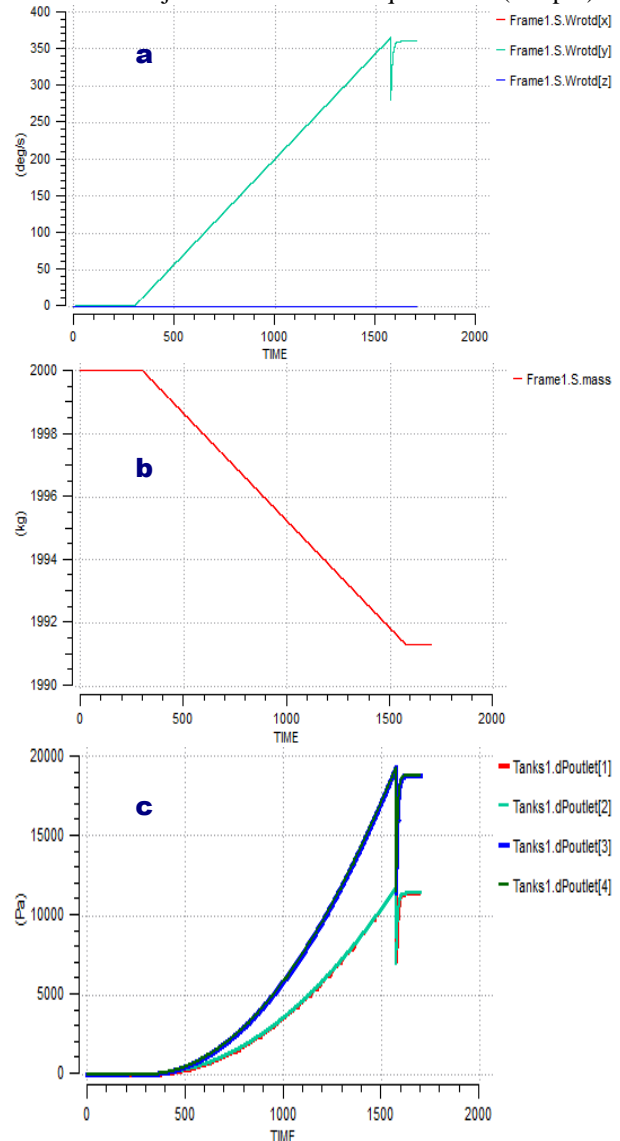 400
350
300
250
200
150
100
50
0
(deg/s)
a
Frame1.S.Wrotd[x]
Frame1.S.Wrotd[y]
Frame1.S.Wrotd[z]
0 500 1000 1500 2000
TIME
2000
1998
1996
1994
1992
1990
(kg)
b
Frame1.S.mass
0 500 1000 1500 2000
TIME
20000
15000
10000
5000
0
(Pa)
c
Tanks1.dPoutlet[1]
Tanks1.dPoutlet[2]
Tanks1.dPoutlet[3]
Tanks1.dPoutlet[4]
0 500 1000 1500 2000
TIME